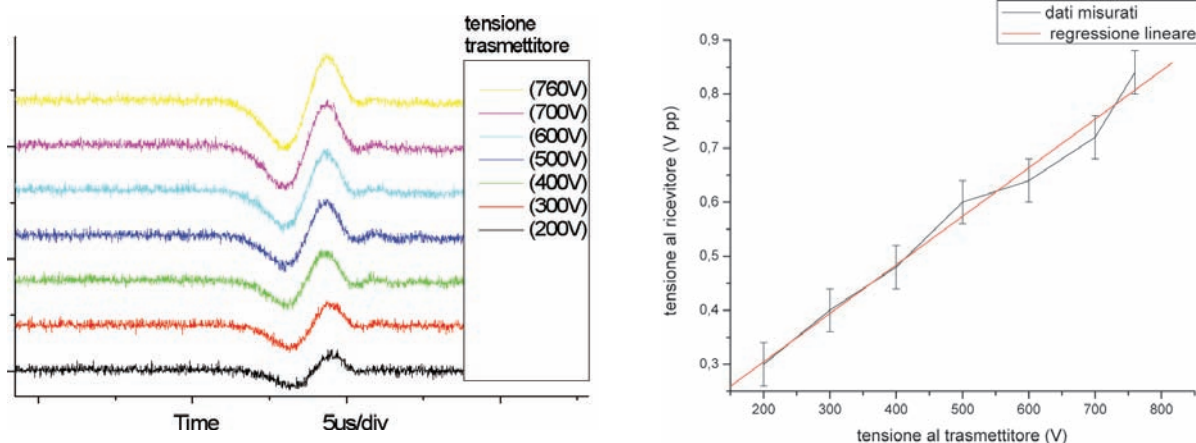 tensione
trasmettitore
(760V)
(700V)
(600V)
(500V)
(400V)
(300V)
(200V)
Time 5us/div
dati misurati
regressione lineare
0,9
0,8
0,7
0,6
0,5
0,4
0,3
tensione al ricevitore (V pp)
200 300 400 500 600 700 800
tensione al trasmettitore (V)